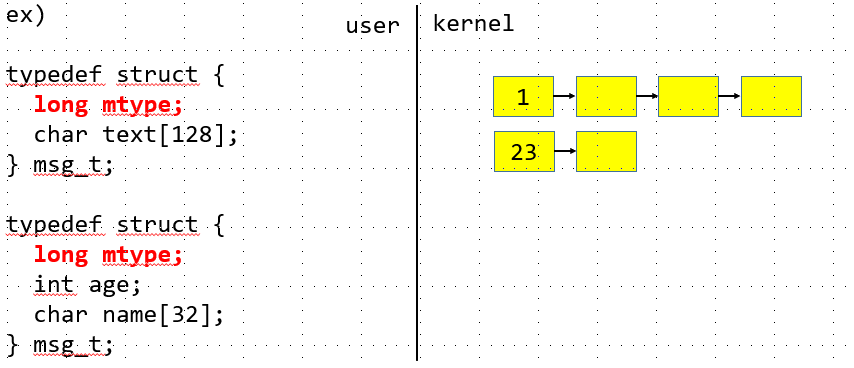 ex)
user
kernel
typedef struct {
long mtype;
char text[128];
} msg_t;
typedef struct {
long mtype;
int age;
char name[32];
} msg_t;
1
23